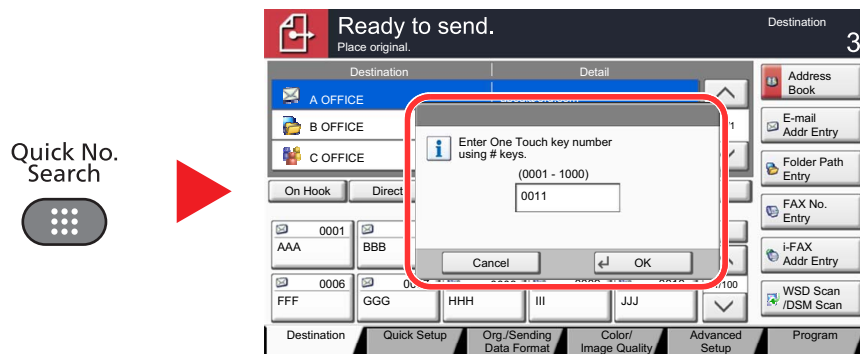 Quick No.
Search
Ready to send.
Place original.
Destination
3
Destination
Detail
A OFFICE
B OFFICE
C OFFICE
On Hook
Direct
Enter One Touch key number
using # keys.
(0001 - 1000)
0011
Cancel
OK
0001
AAA
BBB
0006
FFF
GGG
HHH
III
JJJ
1/100
Address
Book
E-mail
Addr Entry
Folder Path
Entry
FAX No.
Entry
i-FAX
Addr Entry
WSD Scan
/DSM Scan
Destination
Quick Setup
Org./Sending
Data Format
Color/
Image Quality
Advanced
Setup
Program